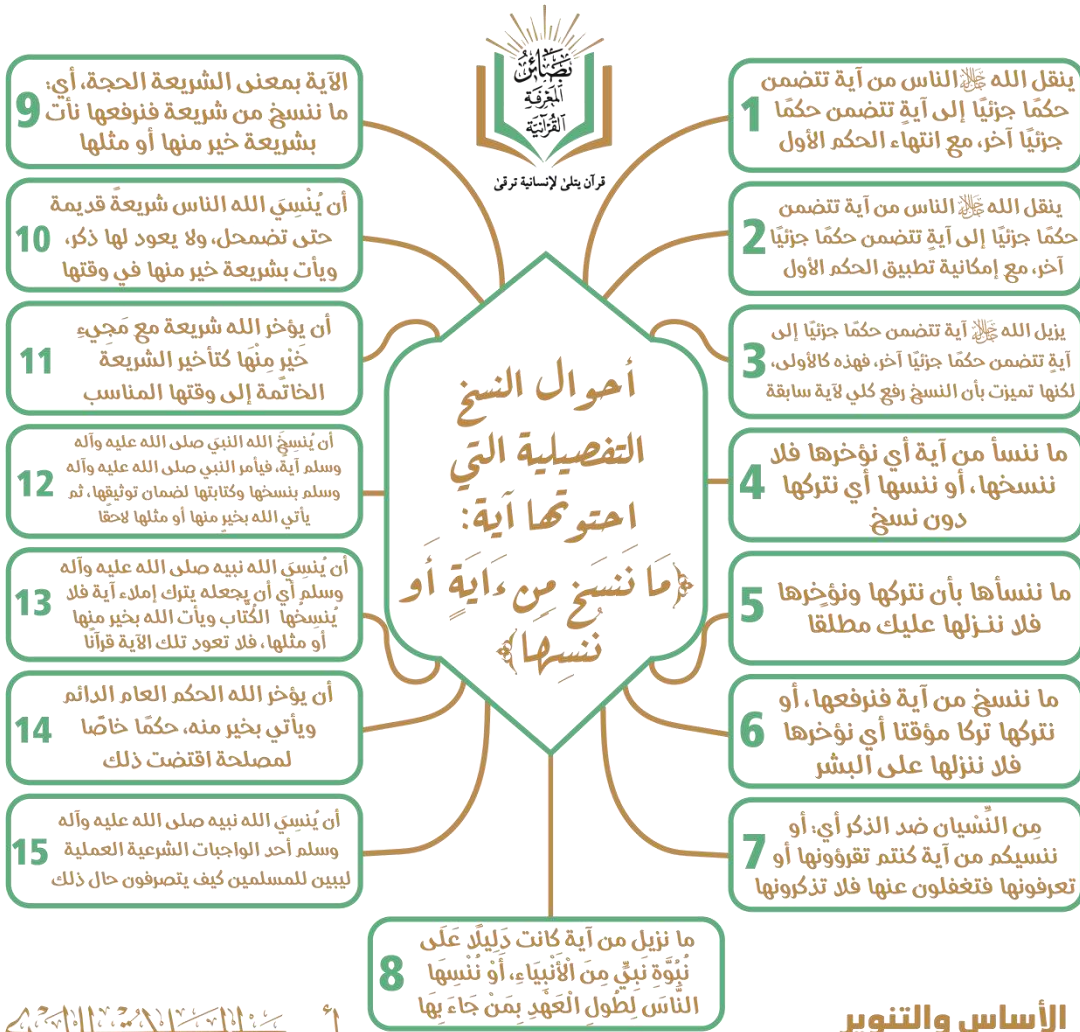 بصائر
المعرفة
القرآنية
قرآن يتلى لإنسانية ترقى
أحوال النسخ
التفصيلية التي
احتوتها آية:
﴿مَا نَنسَخ مِن ءَايَةٍ أَو
نُنسِهَا﴾
1
ينقل الله ﷻ الناس من آية تتضمن
حكمًا جزئيًا إلى آيةٍ تتضمن حكمًا
جزئيًا آخر، مع انتهاء الحكم الأول
2
ينقل الله ﷻ الناس من آية تتضمن
حكمًا جزئيًا إلى آيةٍ تتضمن حكمًا جزئيًا
آخر، مع إمكانية تطبيق الحكم الأول
3
يزيل الله ﷻ آية تتضمن حكمًا جزئيًا إلى
آيةٍ تتضمن حكمًا جزئيًا آخر، فهذه كالأولى،
لكنها تميزت بأن النسخ رفع كلي لآية سابقة
4
ما ننسأ من آية أي نؤخرها فلا
ننسخها، أو ننسها أي نتركها
دون نسخ
5
ما ننسأها بأن نتركها ونؤخرها
فلا ننزلها عليك مطلقا
6
ما ننسخ من آية فنرفعها، أو
نتركها تركا مؤقتا أي نؤخرها
فلا ننزلها على البشر
7
مِن النِّسْيان ضد الذكر أي: أو
ننسيكم من آية كنتم تقرؤونها أو
تعرفونها فتغفلون عنها فلا تذكرونها
8
ما نزيل من آية كانت دَلِيلًا عَلَى
نُبُوَّةِ نَبِيٍّ مِنَ الْأَنْبِيَاءِ، أَوْ نُنْسِهَا
النَّاسَ لِطُولِ الْعَهْدِ بِمَنْ جَاءَ بِهَا
9
الآية بمعنى الشريعة الحجة، أي:
ما ننسخ من شريعة فنرفعها نأت
بشريعة خير منها أو مثلها
10
أن يُنْسِيَ الله الناس شريعةً قديمة
حتى تضمحل، ولا يعود لها ذكر،
ويأت بشريعة خير منها في وقتها
11
أن يؤخر الله شريعة مع مَجِيءِ
خَيْرٍ مِنْهَا كتأخير الشريعة
الخاتمة إلى وقتها المناسب
12
أن يُنسِخَ الله النبيَ صلى الله عليه وآله
وسلم آيةً، فيأمر النبي صلى الله عليه وآله
وسلم بنسخها وكتابتها لضمان توثيقها، ثم
يأتي الله بخيرٍ منها أو مثلها لاحقًا
13
أن يُنسِيَ الله نبيه صلى الله عليه وآله
وسلم أي أن يجعله يترك إملاء آية فلا
يُنسِخُها الكُتَّاب ويأت الله بخير منها
أو مثلها، فلا تعود تلك الآية قرآنًا
14
أن يؤخر الله الحكم العام الدائم
ويأتي بخير منه، حكمًا خاصًا
لمصلحة اقتضت ذلك
15
أن يُنسِيَ الله نبيه صلى الله عليه وآله
وسلم أحد الواجبات الشرعية العملية
ليبين للمسلمين كيف يتصرفون حال ذلك
الأساس والتنوير